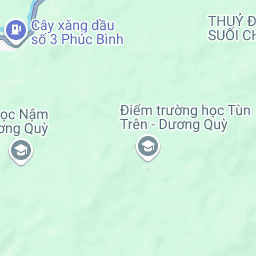 Cây xăng dầu
số 3 Phúc Bình
THUỶ Đ
SUỐI CH
ọc Nậm
ơng Quỳ
Điểm trường học Tùn
Trên - Dương Quỳ